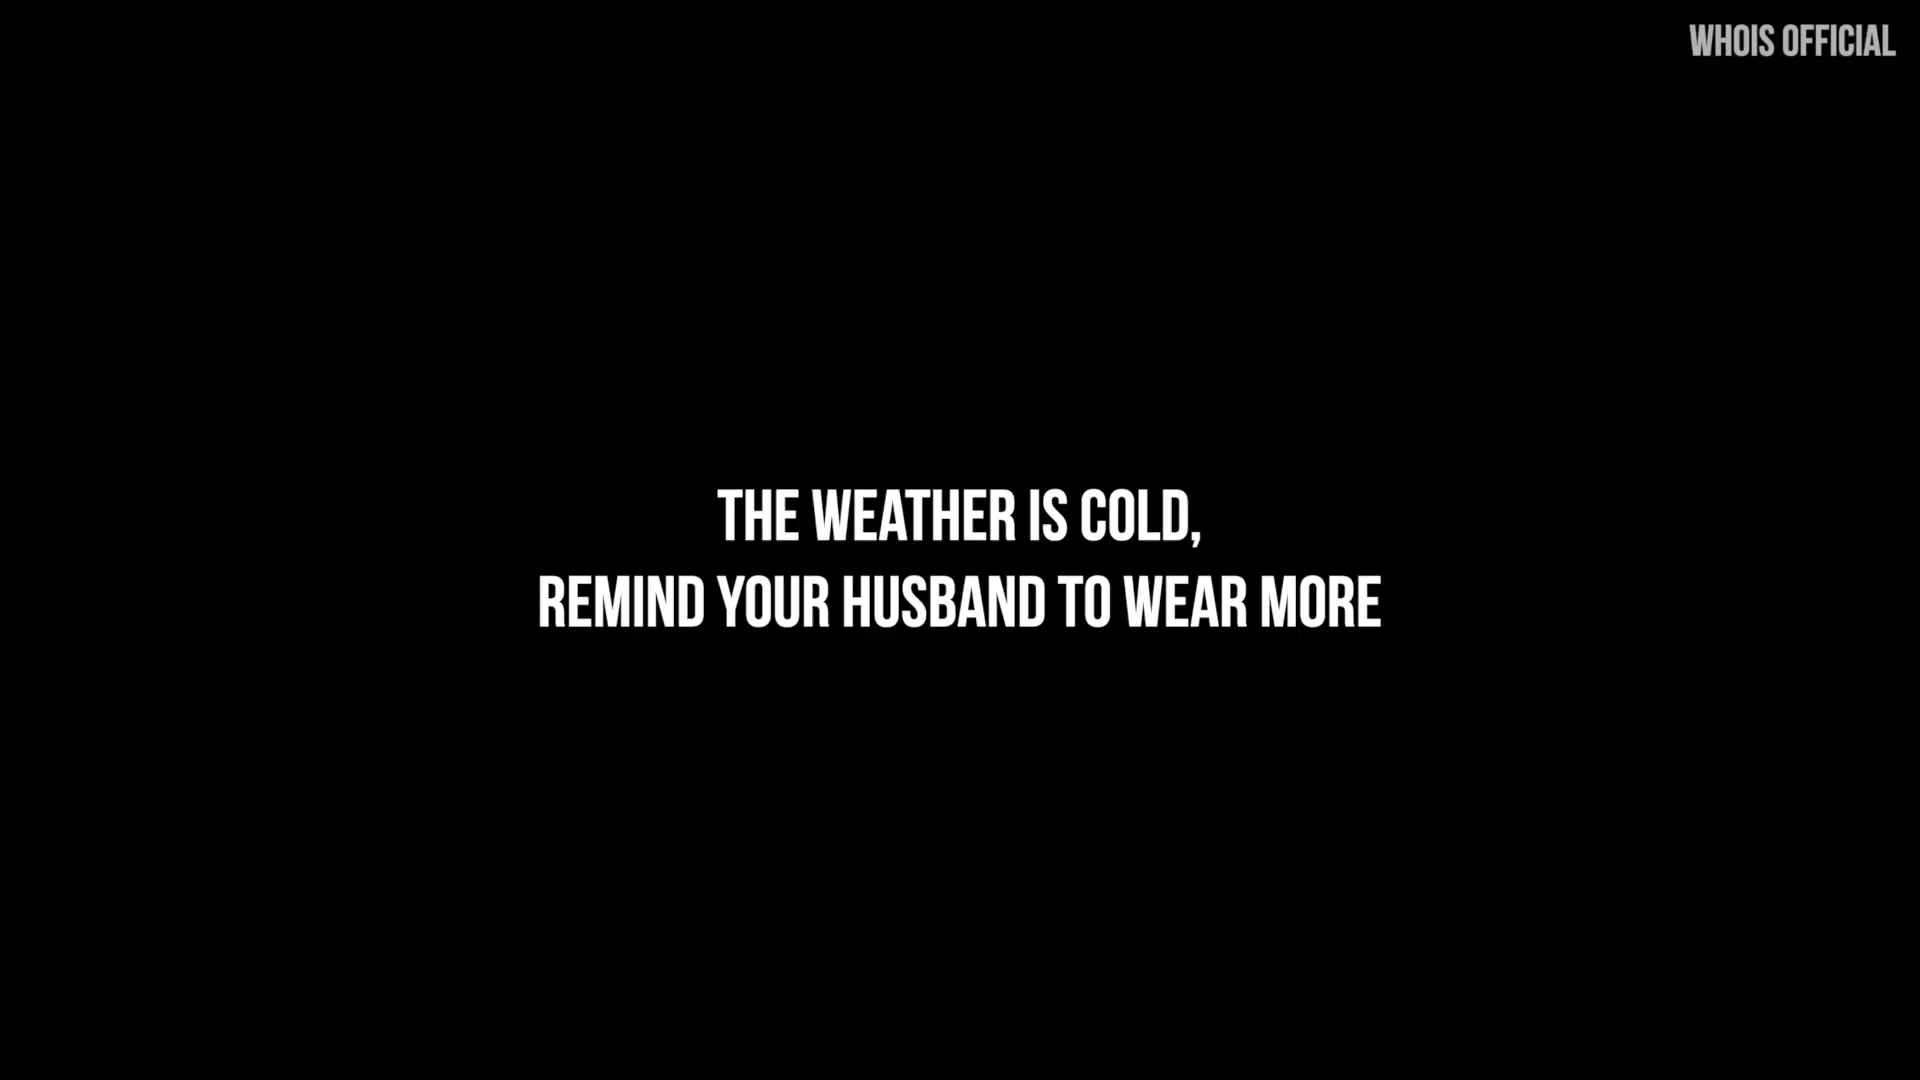 WHOIS OFFICIAL
THE WEATHER IS COLD,
REMIND YOUR HUSBAND TO WEAR MORE